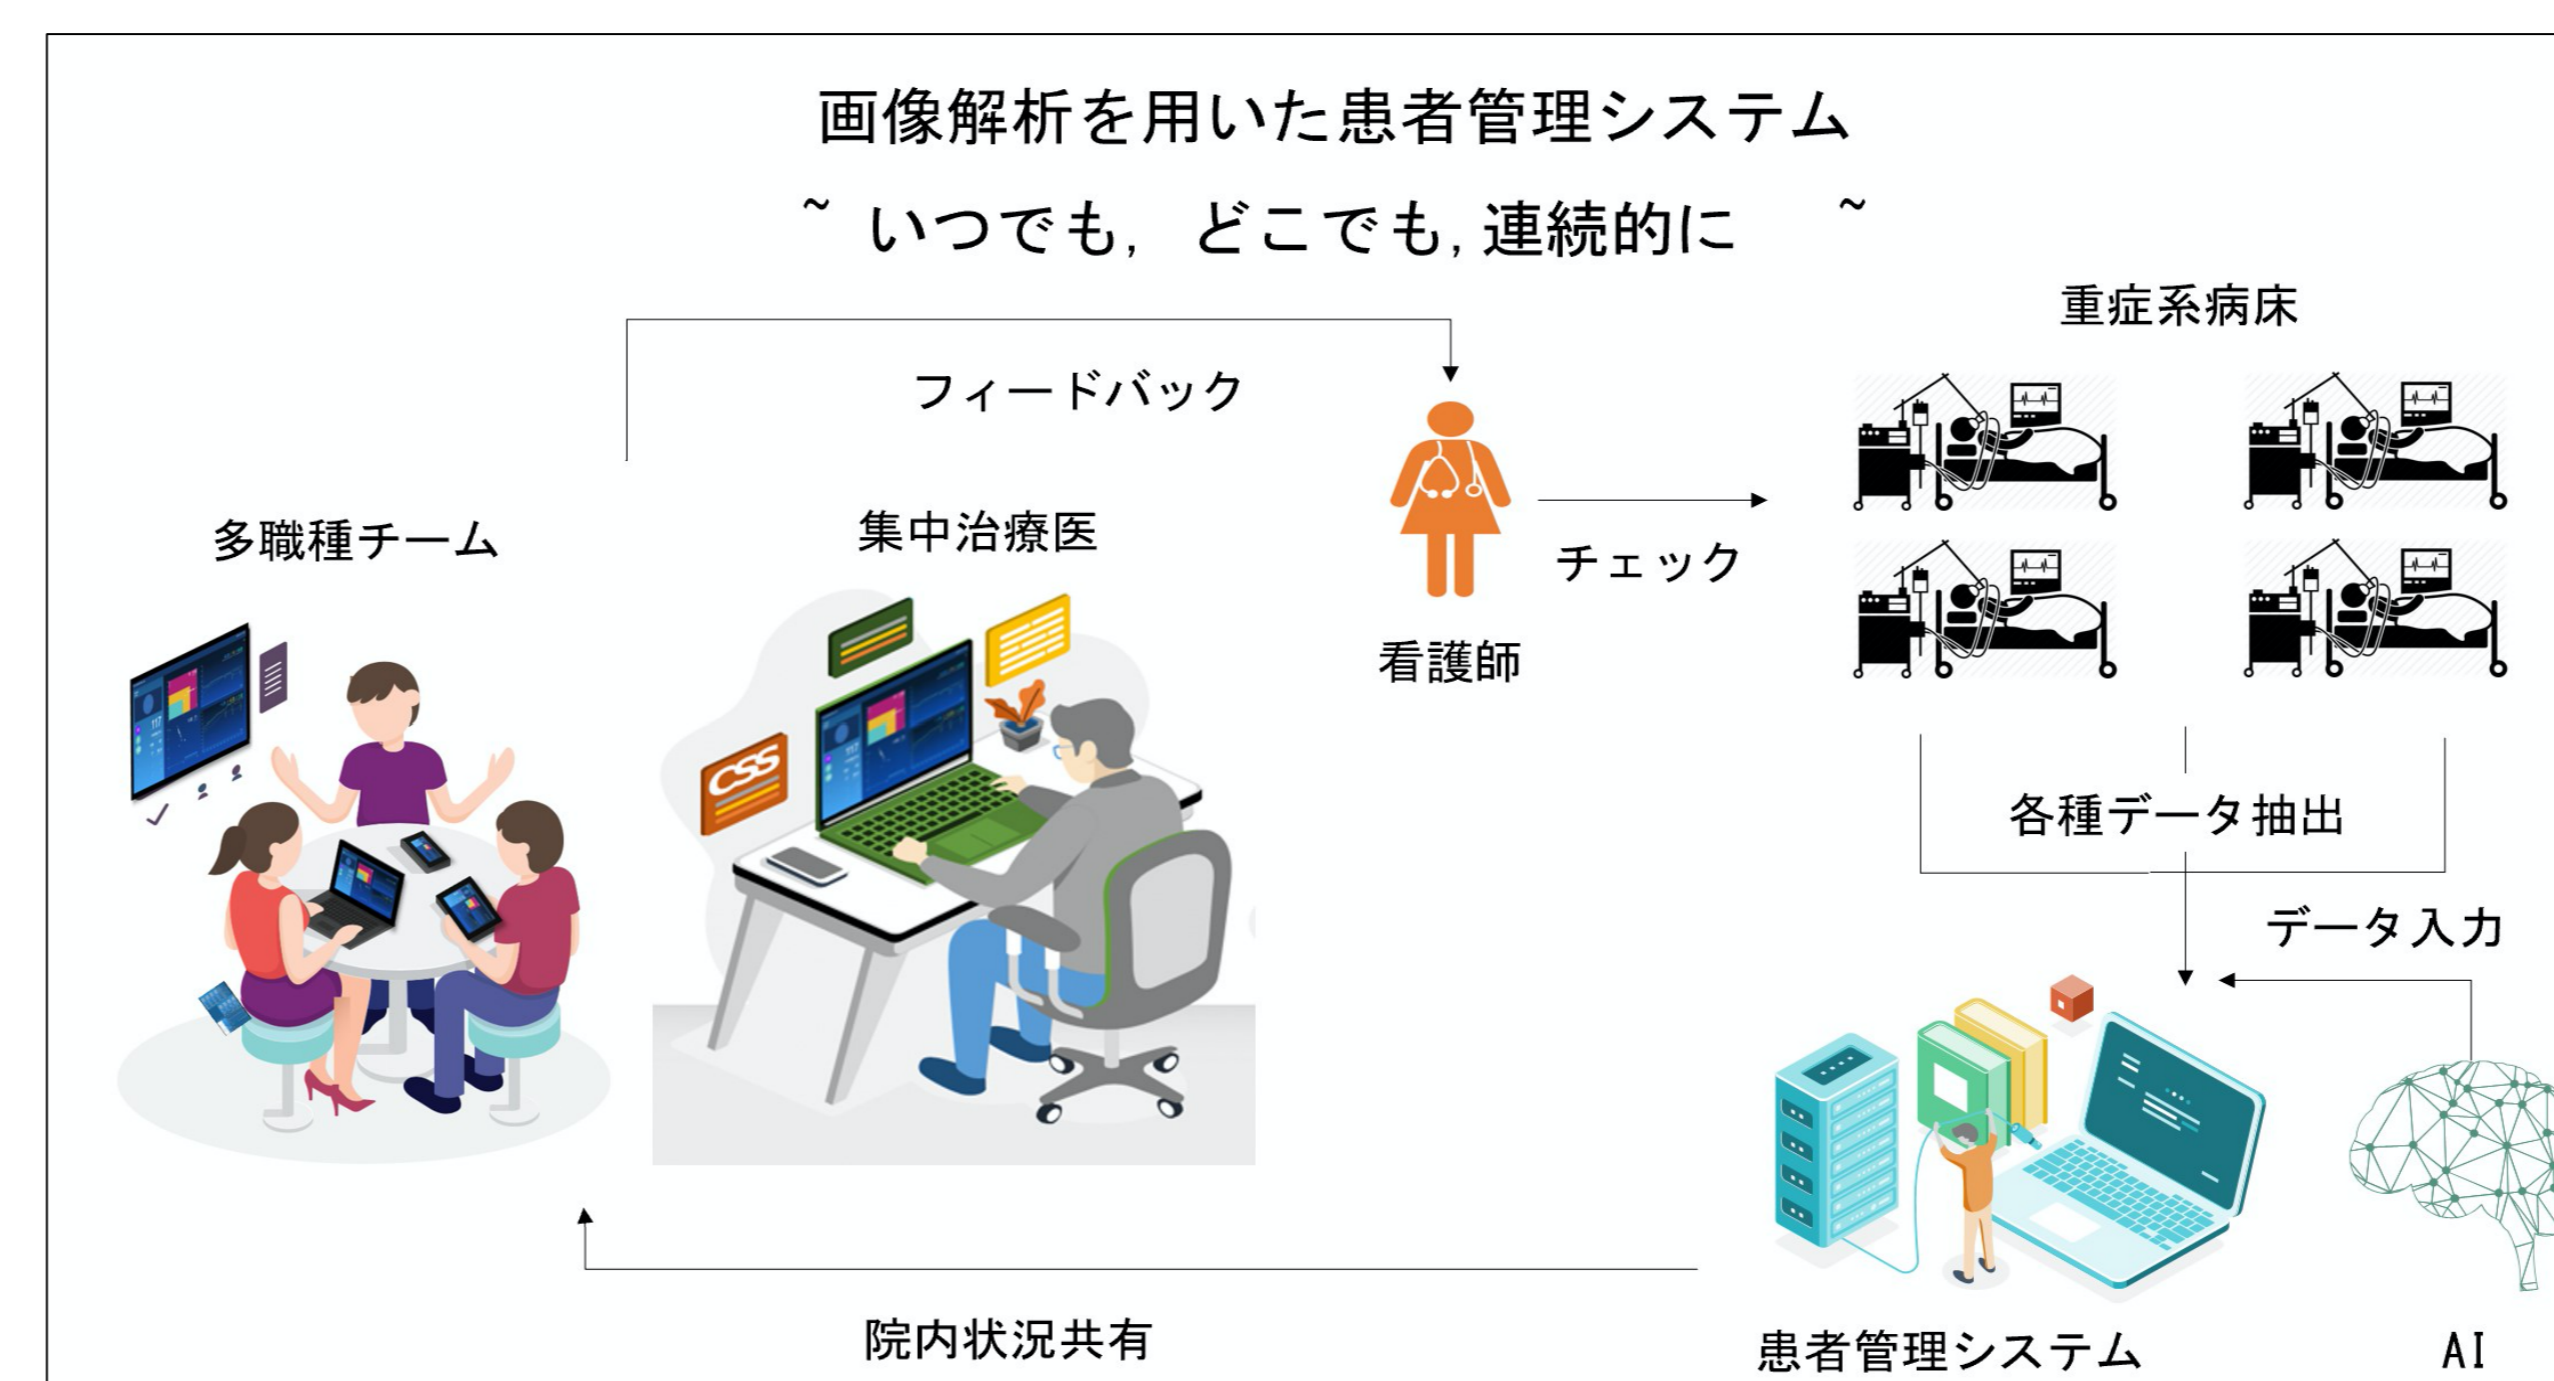 画像解析を用いた患者管理システム
~ いつでも, どこでも,連続的に ~
重症系病床
フィードバック
多職種チーム
集中治療医
チェック
看護師
CSS
各種データ抽出
データ入力
院内状況共有
患者管理システム
AI